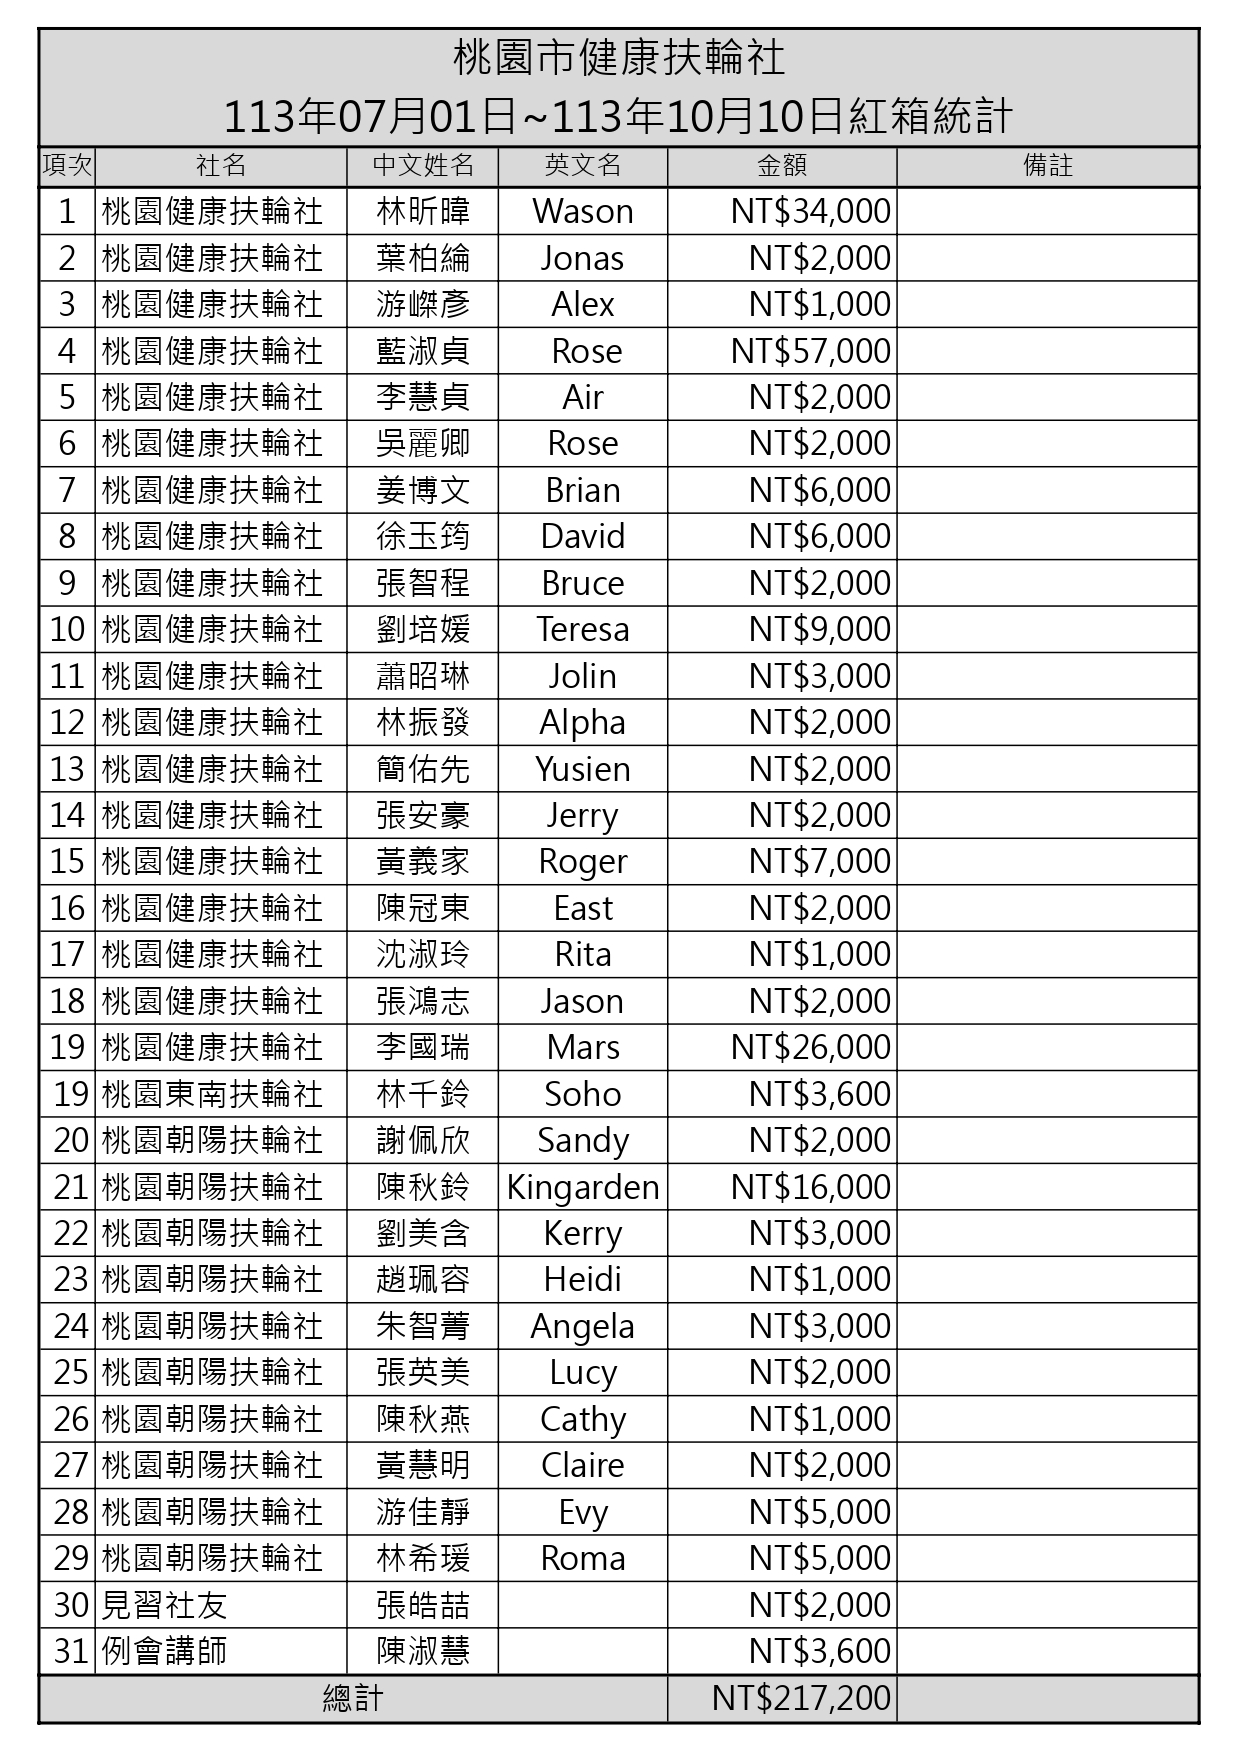 桃園市健康扶輪社
113年07月01日~113年10月10日紅箱統計
項次 社名 中文姓名 英文名 金額 備註
1 桃園健康扶輪社 林昕暐 Wason NT$34,000
2 桃園健康扶輪社 葉柏綸 Jonas NT$2,000
3 桃園健康扶輪社 游嶫彥 Alex NT$1,000
4 桃園健康扶輪社 藍淑貞 Rose NT$57,000
5 桃園健康扶輪社 李慧貞 Air NT$2,000
6 桃園健康扶輪社 吳麗卿 Rose NT$2,000
7 桃園健康扶輪社 姜博文 Brian NT$6,000
8 桃園健康扶輪社 徐玉筠 David NT$6,000
9 桃園健康扶輪社 張智程 Bruce NT$2,000
10 桃園健康扶輪社 劉培媛 Teresa NT$9,000
11 桃園健康扶輪社 蕭昭琳 Jolin NT$3,000
12 桃園健康扶輪社 林振發 Alpha NT$2,000
13 桃園健康扶輪社 簡佑先 Yusien NT$2,000
14 桃園健康扶輪社 張安豪 Jerry NT$2,000
15 桃園健康扶輪社 黃義家 Roger NT$7,000
16 桃園健康扶輪社 陳冠東 East NT$2,000
17 桃園健康扶輪社 沈淑玲 Rita NT$1,000
18 桃園健康扶輪社 張鴻志 Jason NT$2,000
19 桃園健康扶輪社 李國瑞 Mars NT$26,000
19 桃園東南扶輪社 林千鈴 Soho NT$3,600
20 桃園朝陽扶輪社 謝佩欣 Sandy NT$2,000
21 桃園朝陽扶輪社 陳秋鈴 Kingarden NT$16,000
22 桃園朝陽扶輪社 劉美含 Kerry NT$3,000
23 桃園朝陽扶輪社 趙珮容 Heidi NT$1,000
24 桃園朝陽扶輪社 朱智菁 Angela NT$3,000
25 桃園朝陽扶輪社 張英美 Lucy NT$2,000
26 桃園朝陽扶輪社 陳秋燕 Cathy NT$1,000
27 桃園朝陽扶輪社 黃慧明 Claire NT$2,000
28 桃園朝陽扶輪社 游佳靜 Evy NT$5,000
29 桃園朝陽扶輪社 林希瑗 Roma NT$5,000
30 見習社友 張皓喆 NT$2,000
31 例會講師 陳淑慧 NT$3,600
總計 NT$217,200